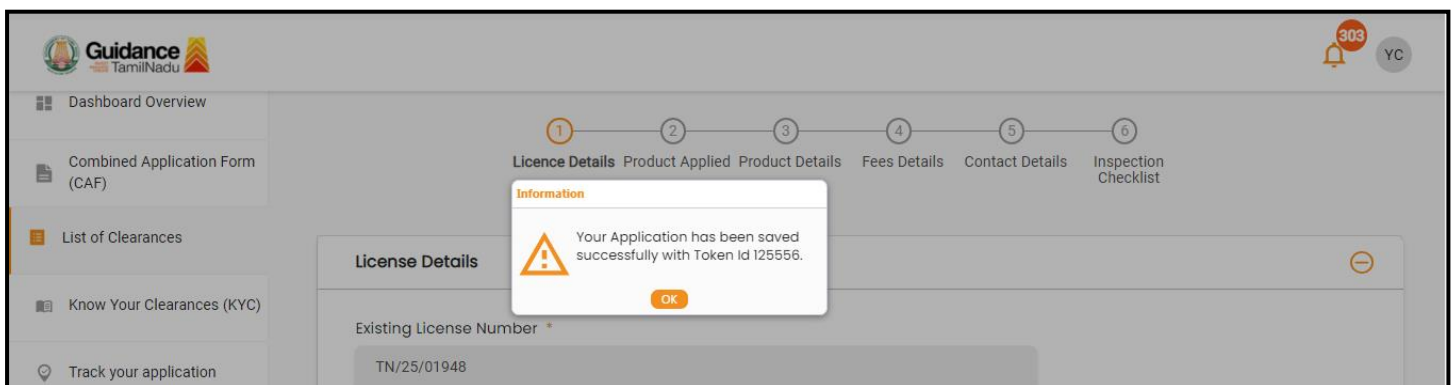 Guidance
TamilNadu
303
YC
Dashboard Overview
Combined Application Form
(CAF)
List of Clearances
Know Your Clearances (KYC)
Track your application
1 2 3 4 5 6
Licence Details Product Applied Product Details Fees Details Contact Details Inspection
Checklist
Information
Your Application has been saved
successfully with Token Id 125556.
OK
License Details
Existing License Number *
TN/25/01948